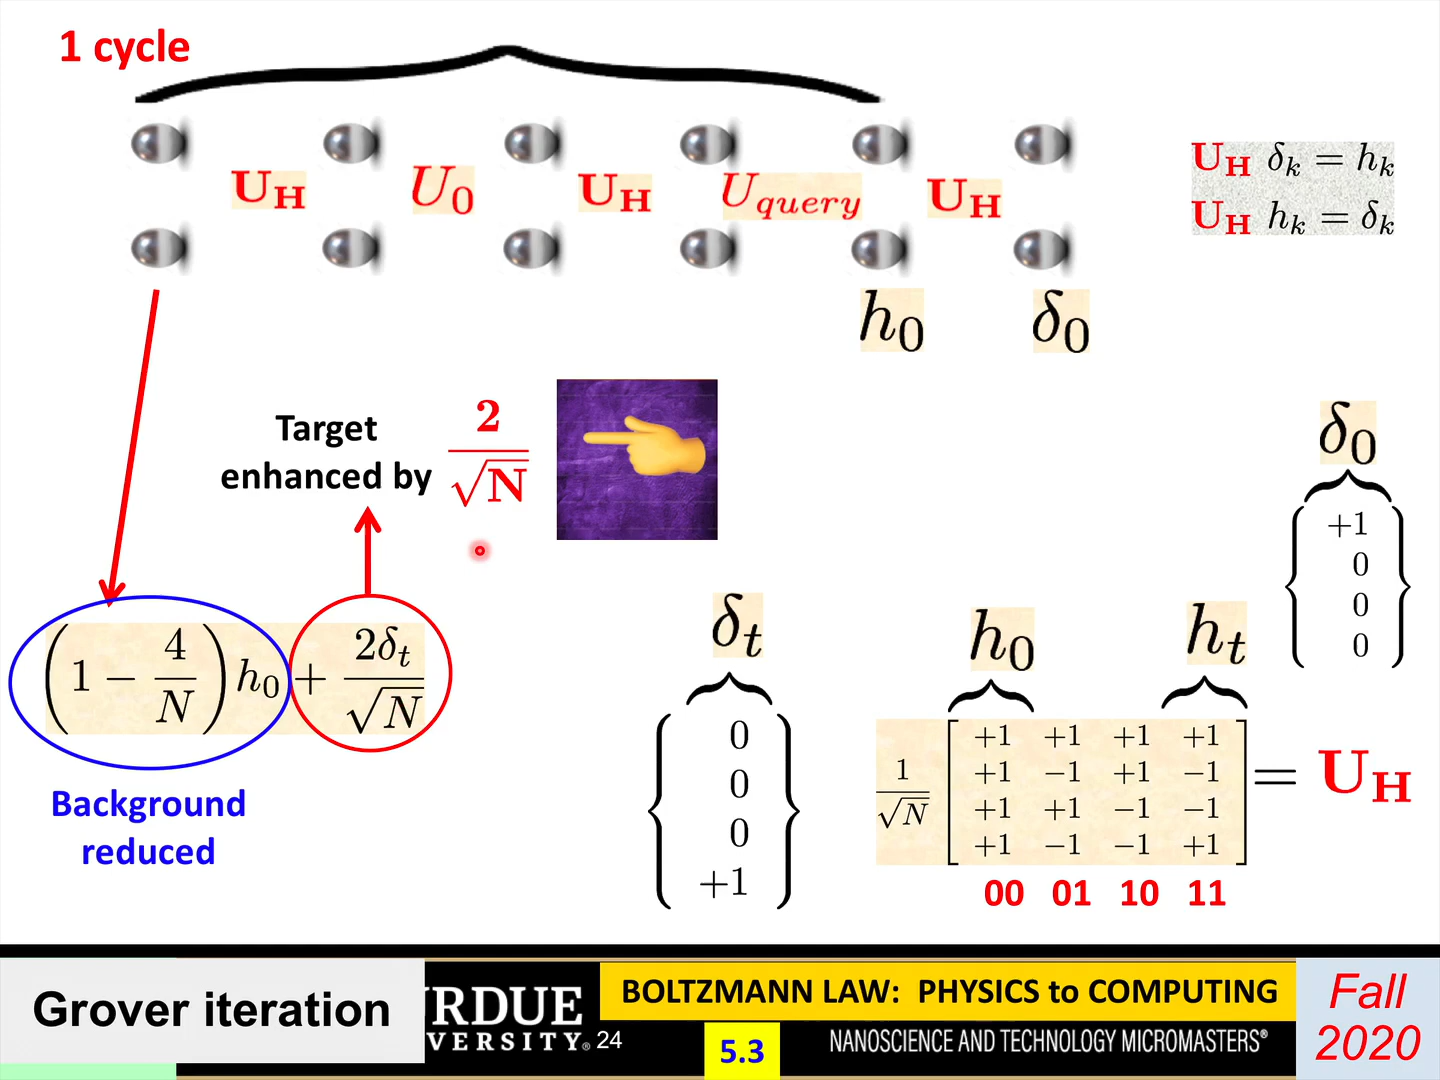 1 cycle
U_H U_0 U_H U_query U_H
U_H δ_k = h_k
U_H h_k = δ_k
h_0 δ_0
Target
enhanced by 2/√N
δ_0
+1
0
0
0
(1 − 4/N) h_0 + 2δ_t/√N
Background
reduced
δ_t
0
0
0
+1
h_0 h_t
1/√N
+1 +1 +1 +1
+1 −1 +1 −1
+1 +1 −1 −1
+1 −1 −1 +1
= U_H
00 01 10 11
Grover iteration
URDUE
VERSITY®
24
BOLTZMANN LAW: PHYSICS to COMPUTING
5.3
NANOSCIENCE AND TECHNOLOGY MICROMASTERS®
Fall
2020